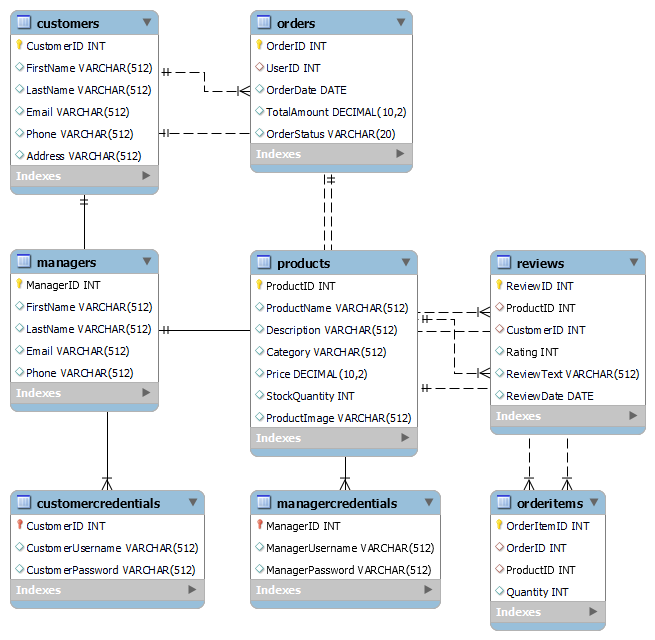 customers
CustomerID INT
FirstName VARCHAR(512)
LastName VARCHAR(512)
Email VARCHAR(512)
Phone VARCHAR(512)
Address VARCHAR(512)
Indexes
orders
OrderID INT
UserID INT
OrderDate DATE
TotalAmount DECIMAL(10,2)
OrderStatus VARCHAR(20)
Indexes
managers
ManagerID INT
FirstName VARCHAR(512)
LastName VARCHAR(512)
Email VARCHAR(512)
Phone VARCHAR(512)
Indexes
products
ProductID INT
ProductName VARCHAR(512)
Description VARCHAR(512)
Category VARCHAR(512)
Price DECIMAL(10,2)
StockQuantity INT
ProductImage VARCHAR(512)
Indexes
reviews
ReviewID INT
ProductID INT
CustomerID INT
Rating INT
ReviewText VARCHAR(512)
ReviewDate DATE
Indexes
customercredentials
CustomerID INT
CustomerUsername VARCHAR(512)
CustomerPassword VARCHAR(512)
Indexes
managercredentials
ManagerID INT
ManagerUsername VARCHAR(512)
ManagerPassword VARCHAR(512)
Indexes
orderitems
OrderItemID INT
OrderID INT
ProductID INT
Quantity INT
Indexes